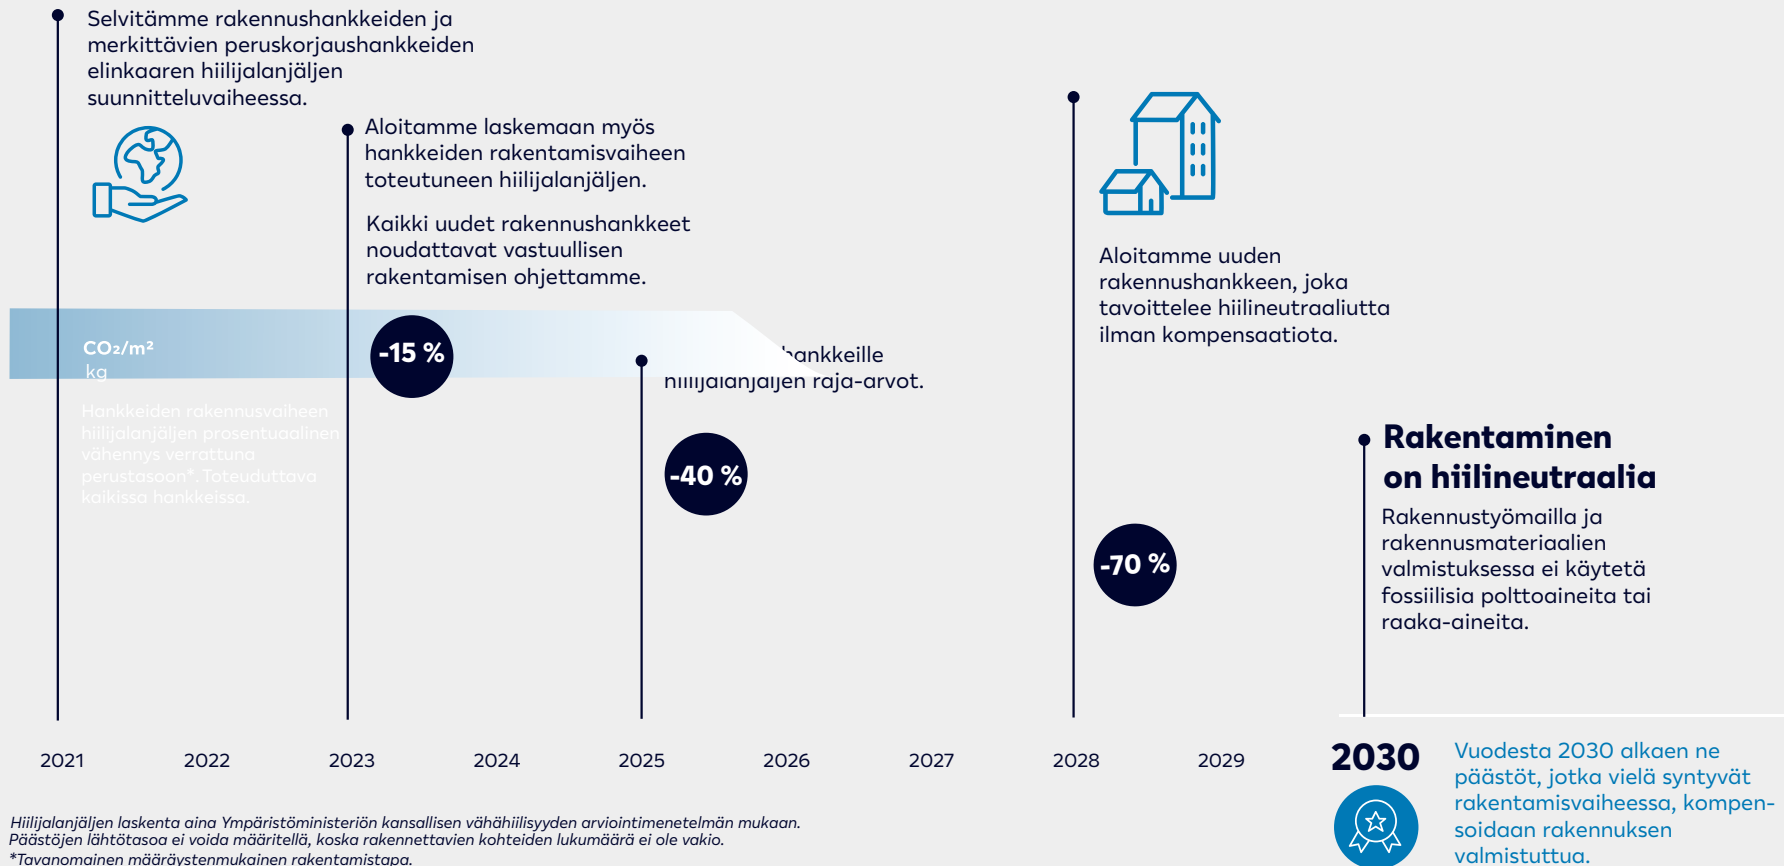 Selvitämme rakennushankkeiden ja
merkittävien peruskorjaushankkeiden
elinkaaren hiilijalanjäljen
suunnitteluvaiheessa.
Aloitamme laskemaan myös
hankkeiden rakentamisvaiheen
toteutuneen hiilijalanjäljen.
Kaikki uudet rakennushankkeet
noudattavat vastuullisen
rakentamisen ohjettamme.
Aloitamme uuden
rakennushankkeen, joka
tavoittelee hiilineutraaliutta
ilman kompensaatiota.
CO₂/m²
kg
-15 %
hankkeille
hiilijalanjäljen raja-arvot.
Hankkeiden rakennusvaiheen
hiilijalanjäljen prosentuaalinen
vähennys verrattuna
perustasoon*. Toteuduttava
kaikissa hankkeissa.
-40 %
-70 %
Rakentaminen
on hiilineutraalia
Rakennustyömailla ja
rakennusmateriaalien
valmistuksessa ei käytetä
fossiilisia polttoaineita tai
raaka-aineita.
2021 2022 2023 2024 2025 2026 2027 2028 2029 2030
Vuodesta 2030 alkaen ne
päästöt, jotka vielä syntyvät
rakentamisvaiheessa, kompen-
soidaan rakennuksen
valmistuttua.
Hiilijalanjäljen laskenta aina Ympäristöministeriön kansallisen vähähiilisyyden arviointimenetelmän mukaan.
Päästöjen lähtötasoa ei voida määritellä, koska rakennettavien kohteiden lukumäärä ei ole vakio.
*Tavanomainen määräystenmukainen rakentamistapa.